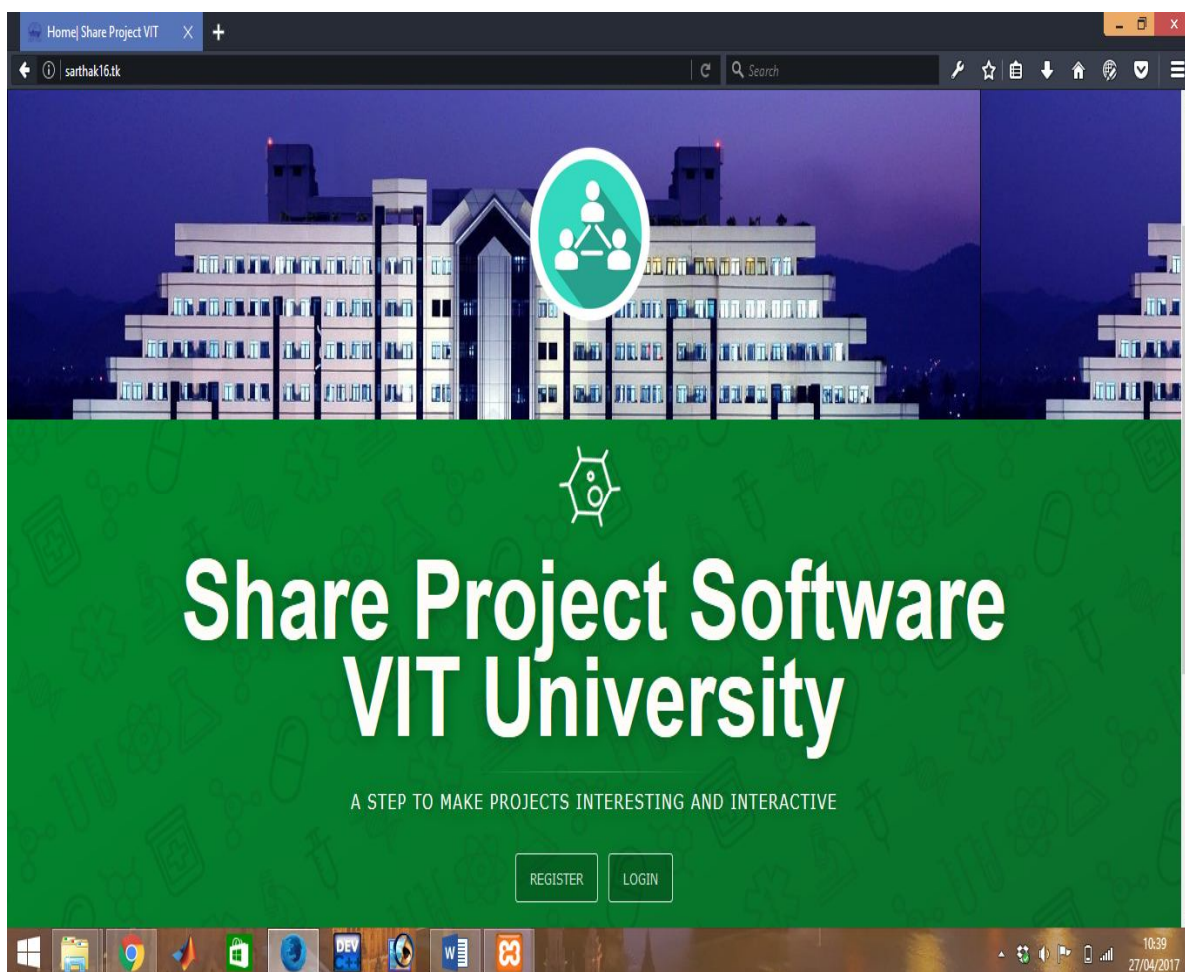 Home| Share Project VIT
sarthak16.tk
Search
Share Project Software
VIT University
A STEP TO MAKE PROJECTS INTERESTING AND INTERACTIVE
REGISTER LOGIN
DEV
C++
W
10:39
27/04/2017